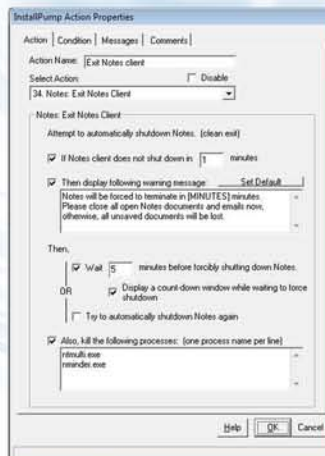 InstallPump Action Properties
Action Condition Messages Comments
Action Name: Exit Notes client
Select Action: Disable
34. Notes: Exit Notes Client
Notes: Exit Notes Client
Attempt to automatically shutdown Notes. (clean exit)
If Notes client does not shut down in 1 minutes
Then display following warning message: Set Default
Notes will be forced to terminate in [MINUTES] minutes
Please close all open Notes documents and emails now,
otherwise, all unsaved documents will be lost.
Then,
Wait 5 minutes before forcibly shutting down Notes.
OR
Display a count-down window while waiting to force
shutdown
Try to automatically shutdown Notes again
Also, kill the following processes: (one process name per line)
ntmulti.exe
nminder.exe
Help OK Cancel